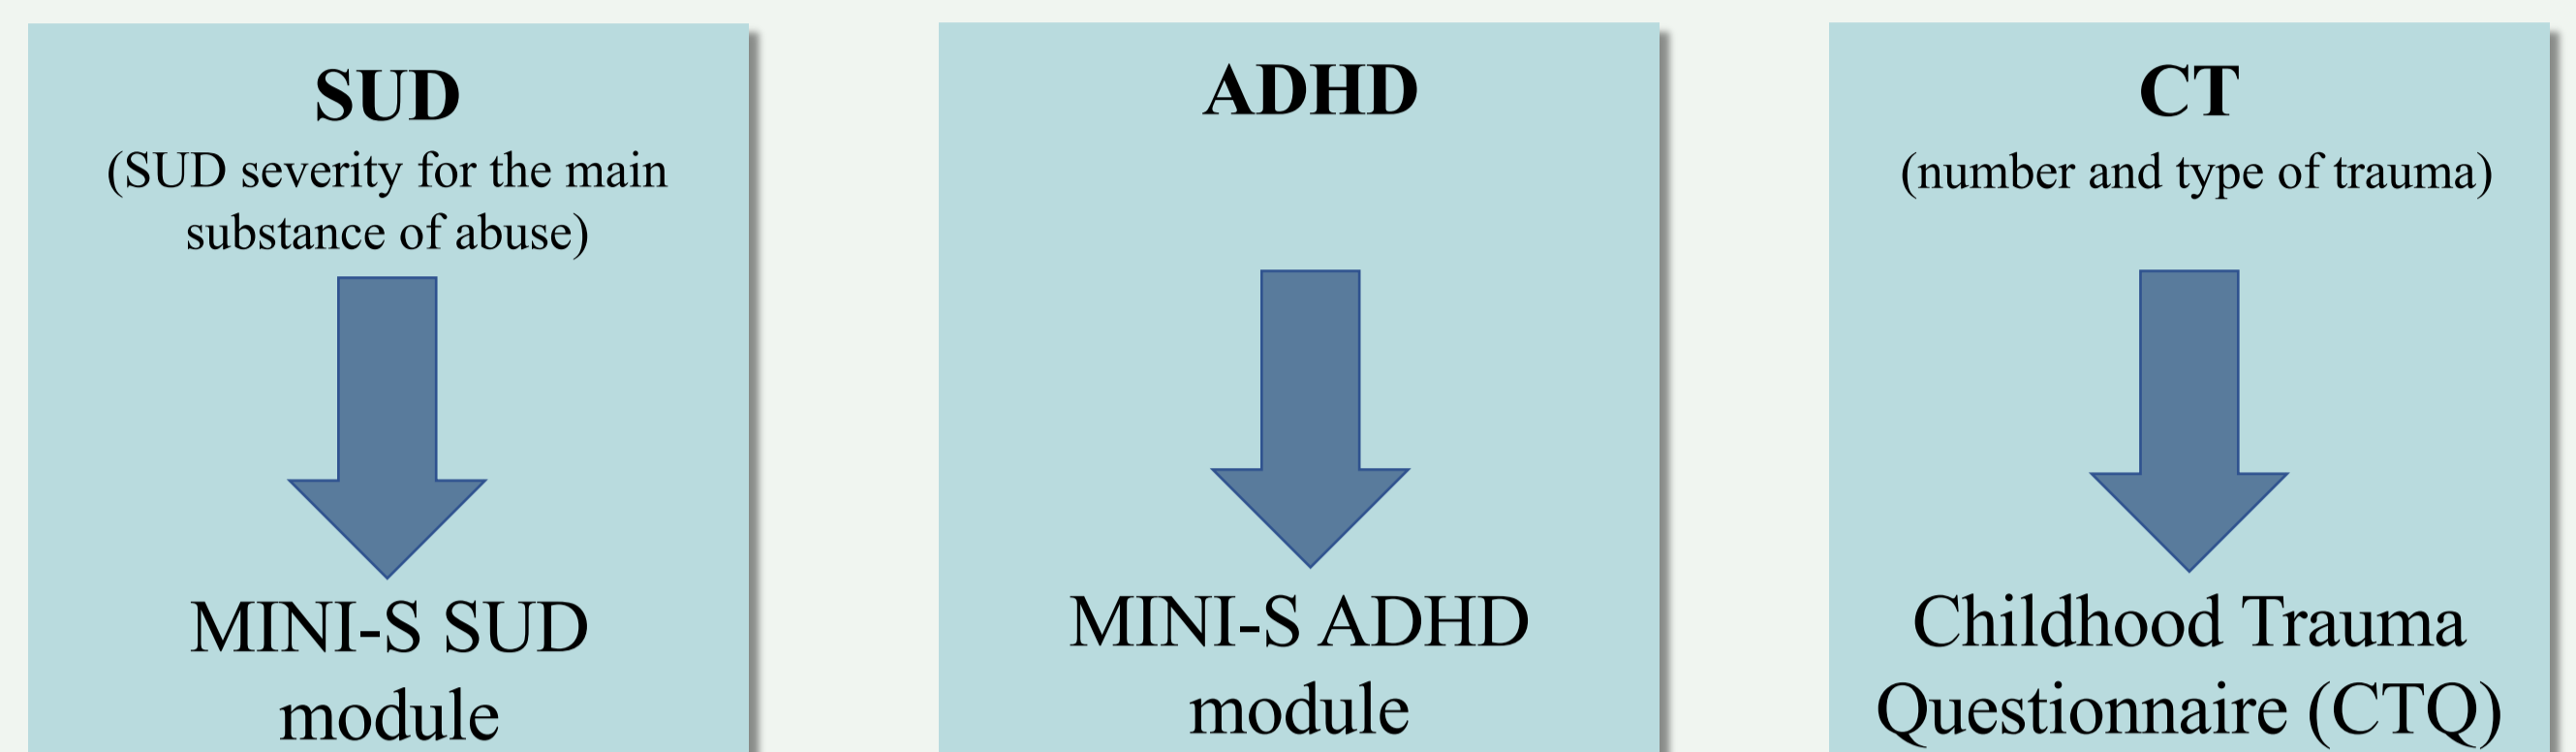 SUD
(SUD severity for the main
substance of abuse)
MINI-S SUD
module
ADHD
MINI-S ADHD
module
CT
(number and type of trauma)
Childhood Trauma
Questionnaire (CTQ)